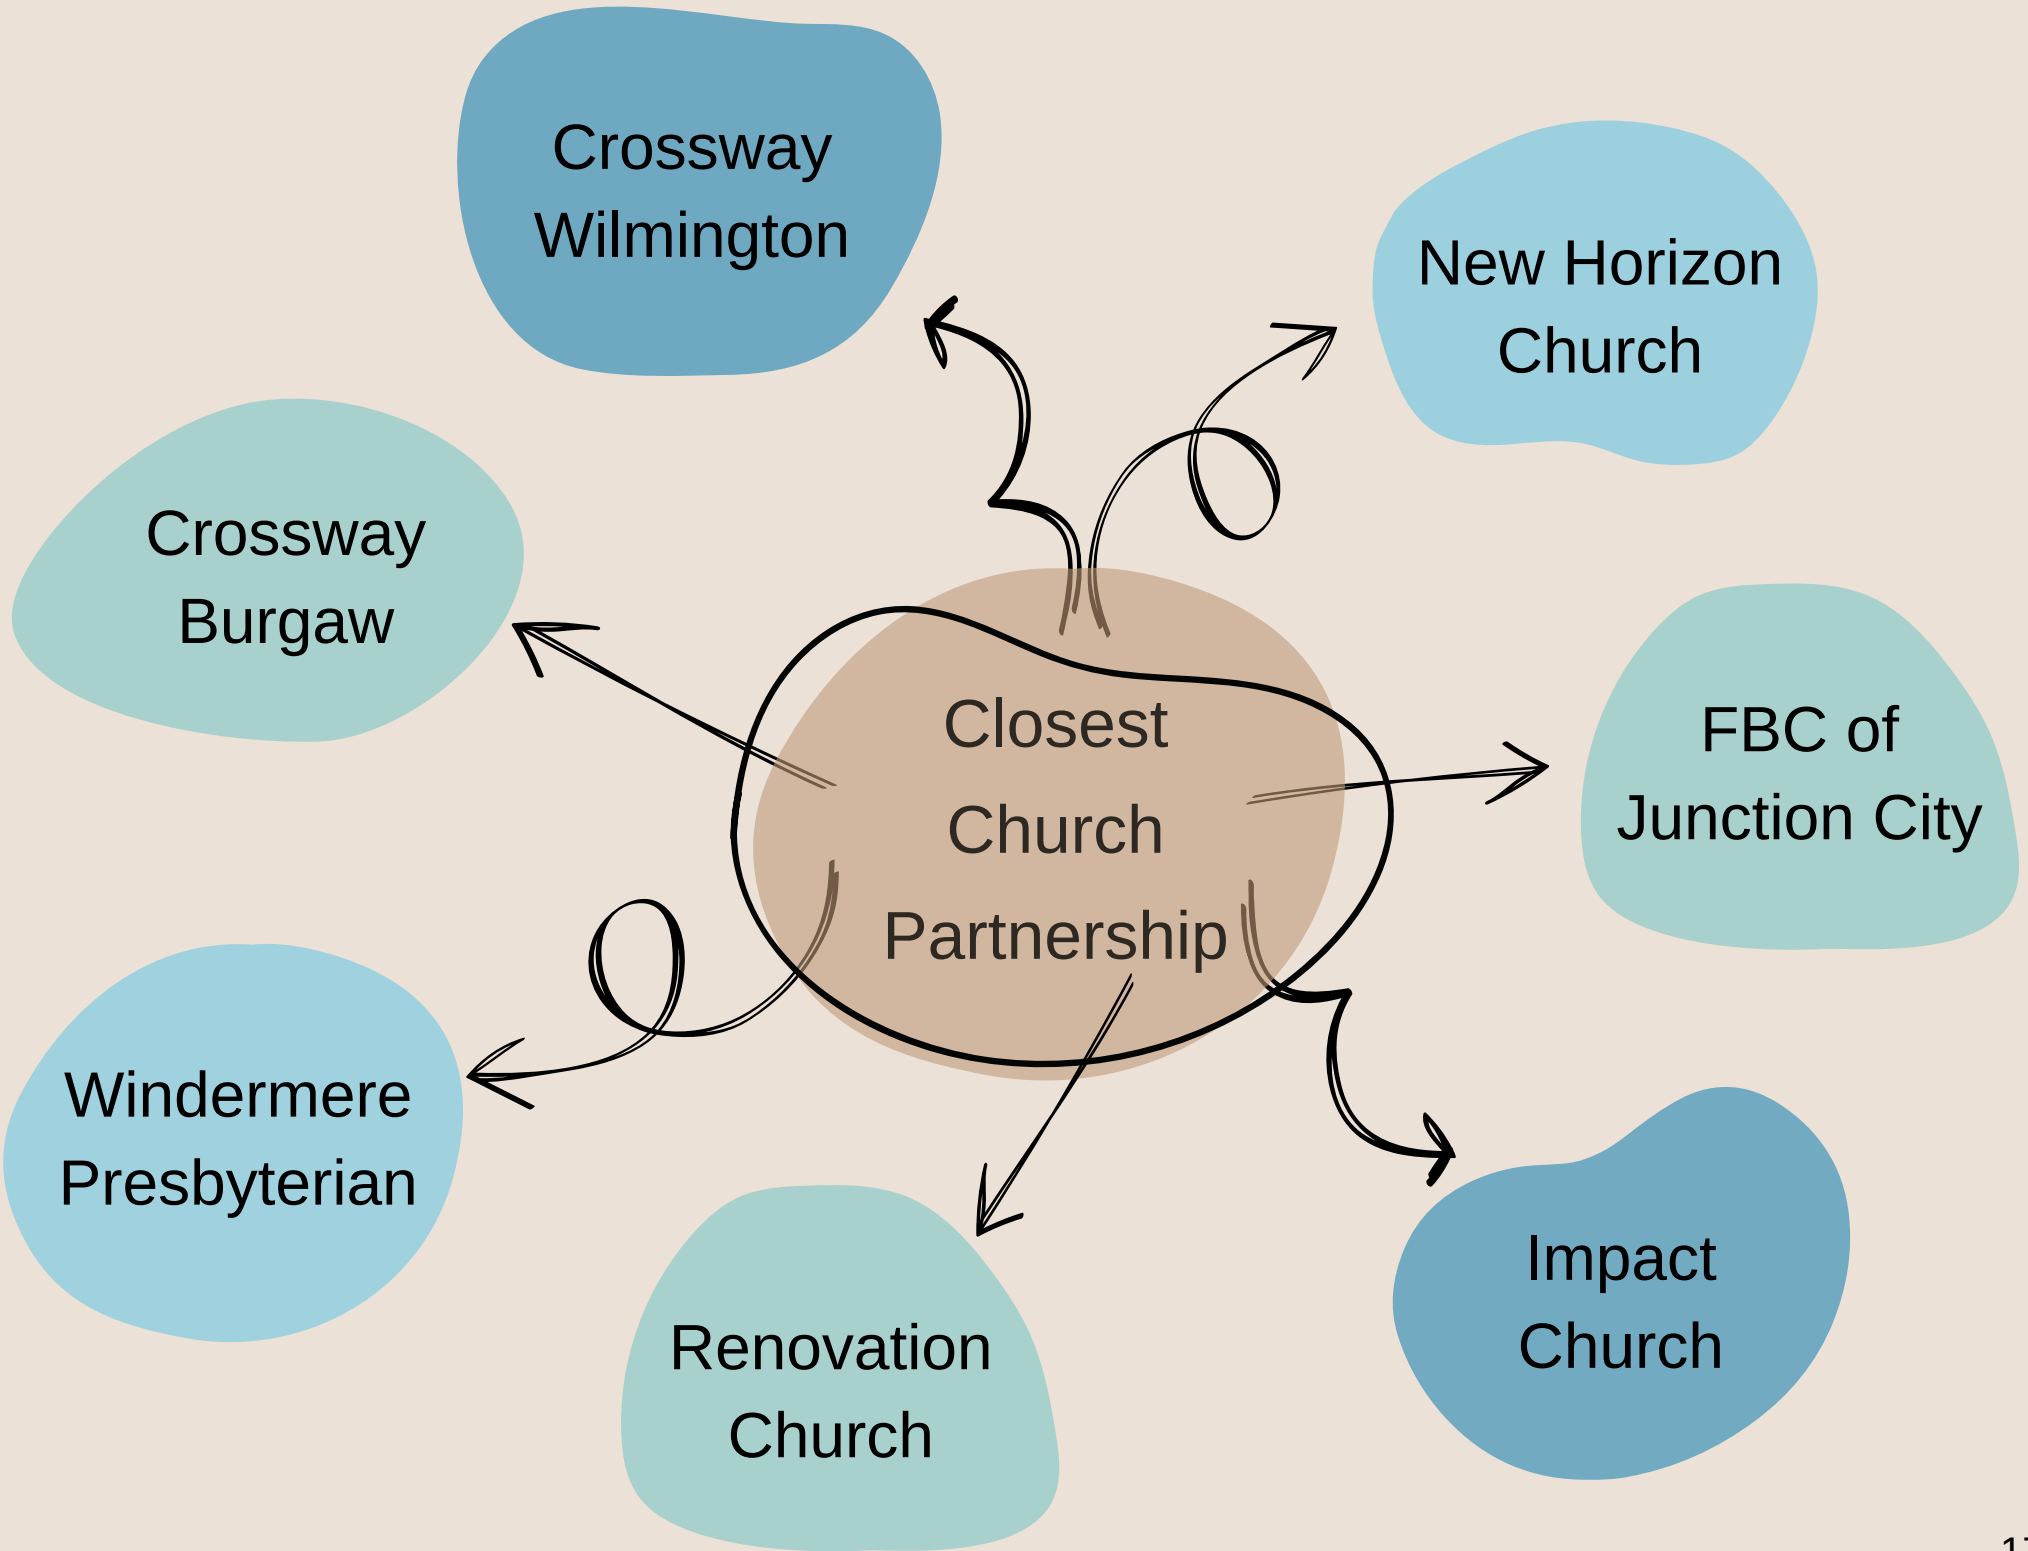 Crossway
Wilmington
New Horizon
Church
Crossway
Burgaw
Closest
Church
Partnership
FBC of
Junction City
Windermere
Presbyterian
Renovation
Church
Impact
Church